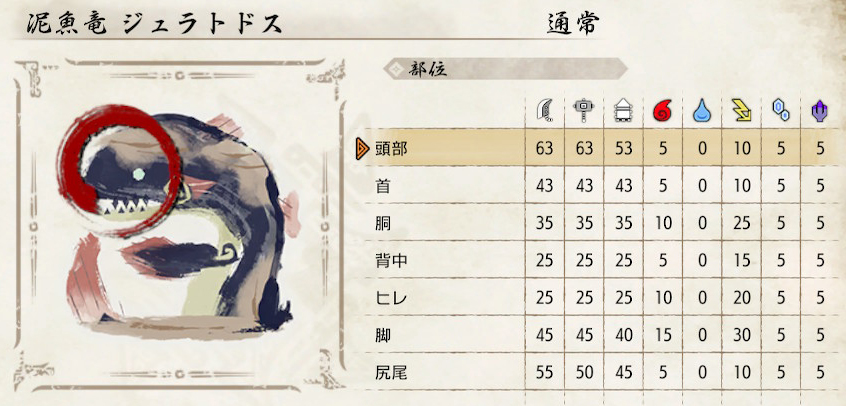 泥魚竜 ジュラトドス 通常
部位
頭部 63 63 53 5 0 10 5 5
首 43 43 43 5 0 10 5 5
胴 35 35 35 10 0 25 5 5
背中 25 25 25 5 0 15 5 5
ヒレ 25 25 25 10 0 20 5 5
脚 45 45 40 15 0 30 5 5
尻尾 55 50 45 5 0 10 5 5